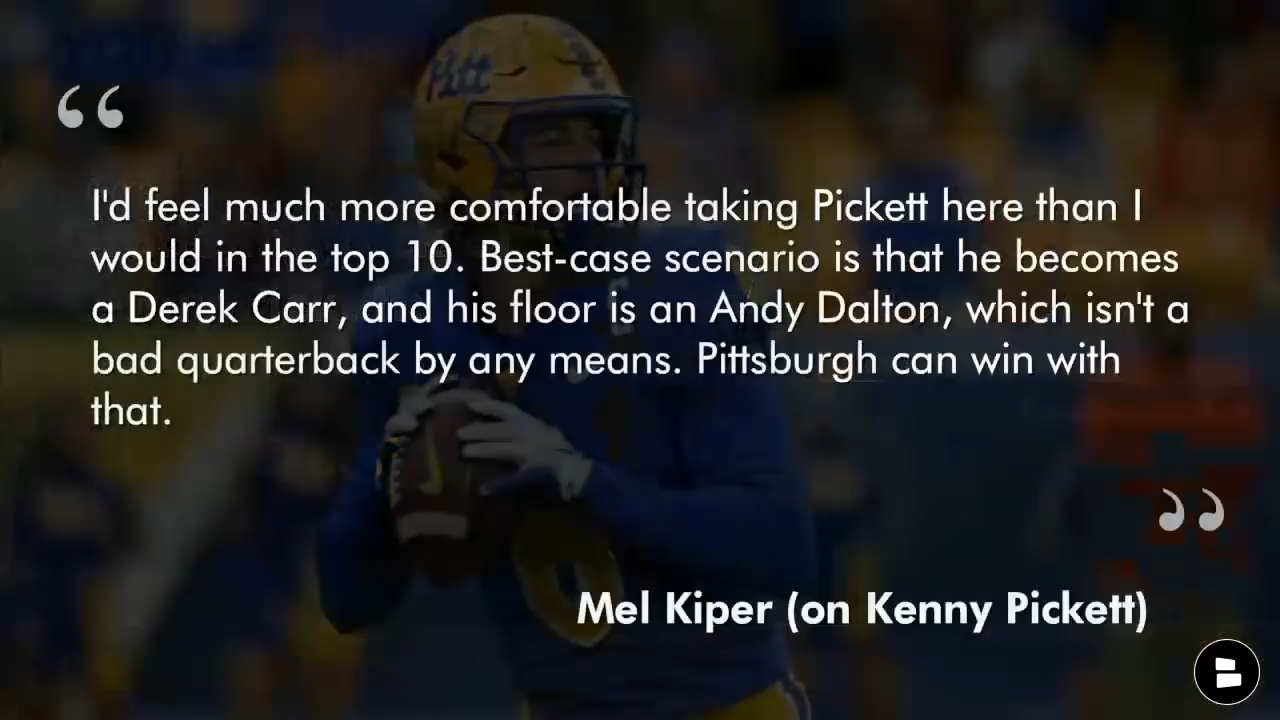 Pitt
“
I'd feel much more comfortable taking Pickett here than I
would in the top 10. Best-case scenario is that he becomes
a Derek Carr, and his floor is an Andy Dalton, which isn't a
bad quarterback by any means. Pittsburgh can win with
that.
”
Mel Kiper (on Kenny Pickett)